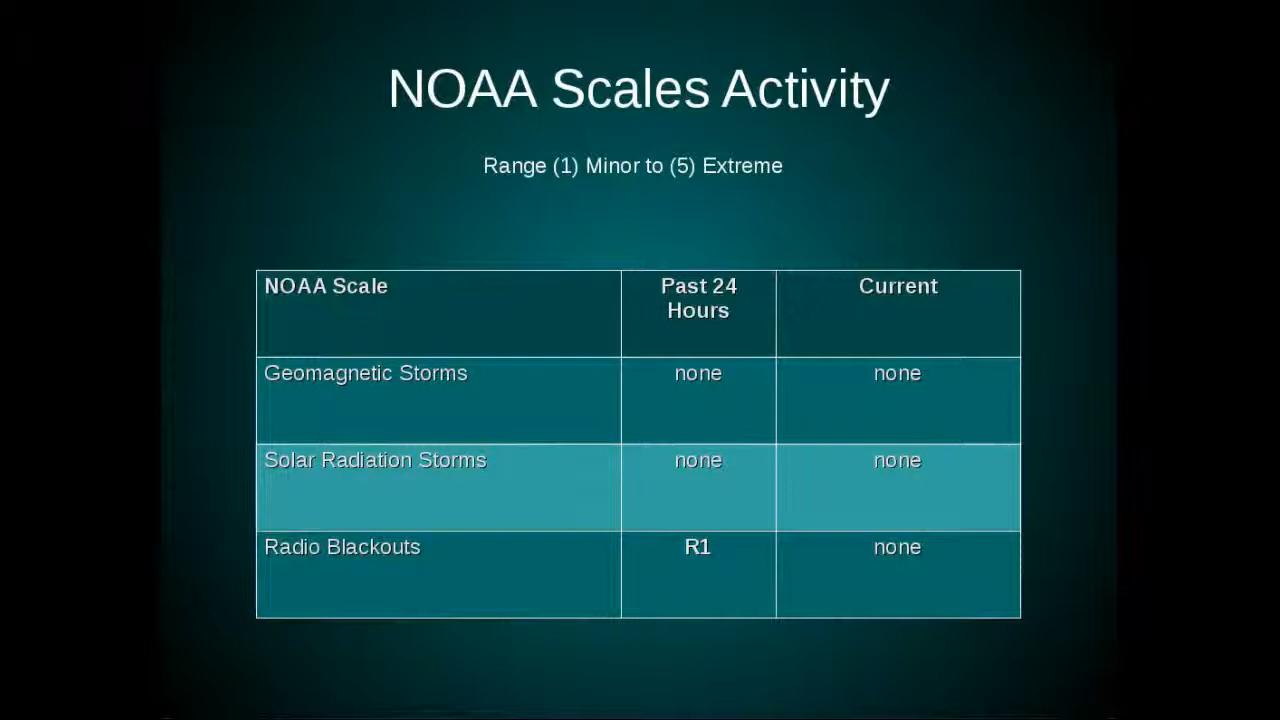 NOAA Scales Activity
Range (1) Minor to (5) Extreme
NOAA Scale Past 24 Current
Hours
Geomagnetic Storms none none
Solar Radiation Storms none none
Radio Blackouts R1 none